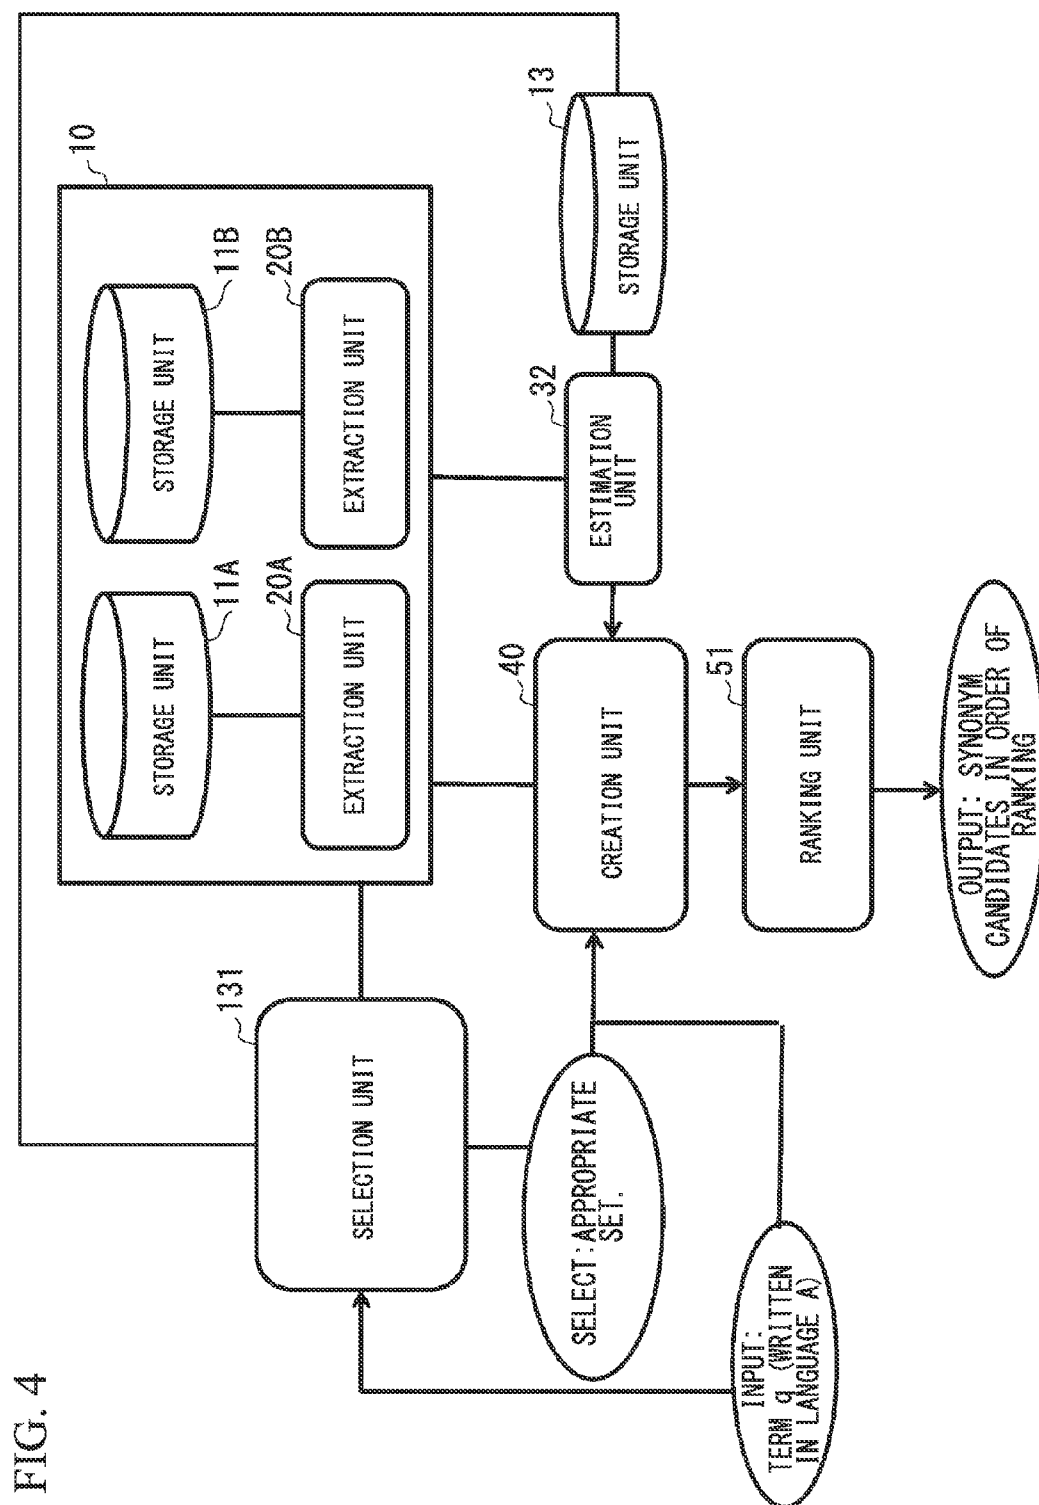 FIG. 4
10
STORAGE UNIT
11A
STORAGE UNIT
11B
EXTRACTION UNIT
20A
EXTRACTION UNIT
20B
SELECTION UNIT
131
SELECT:APPROPRIATE
SET.
INPUT:
TERM q (WRITTEN
IN LANGUAGE A)
CREATION UNIT
40
ESTIMATION
UNIT
32
STORAGE UNIT
13
RANKING UNIT
51
OUTPUT: SYNONYM
CANDIDATES IN ORDER OF
RANKING